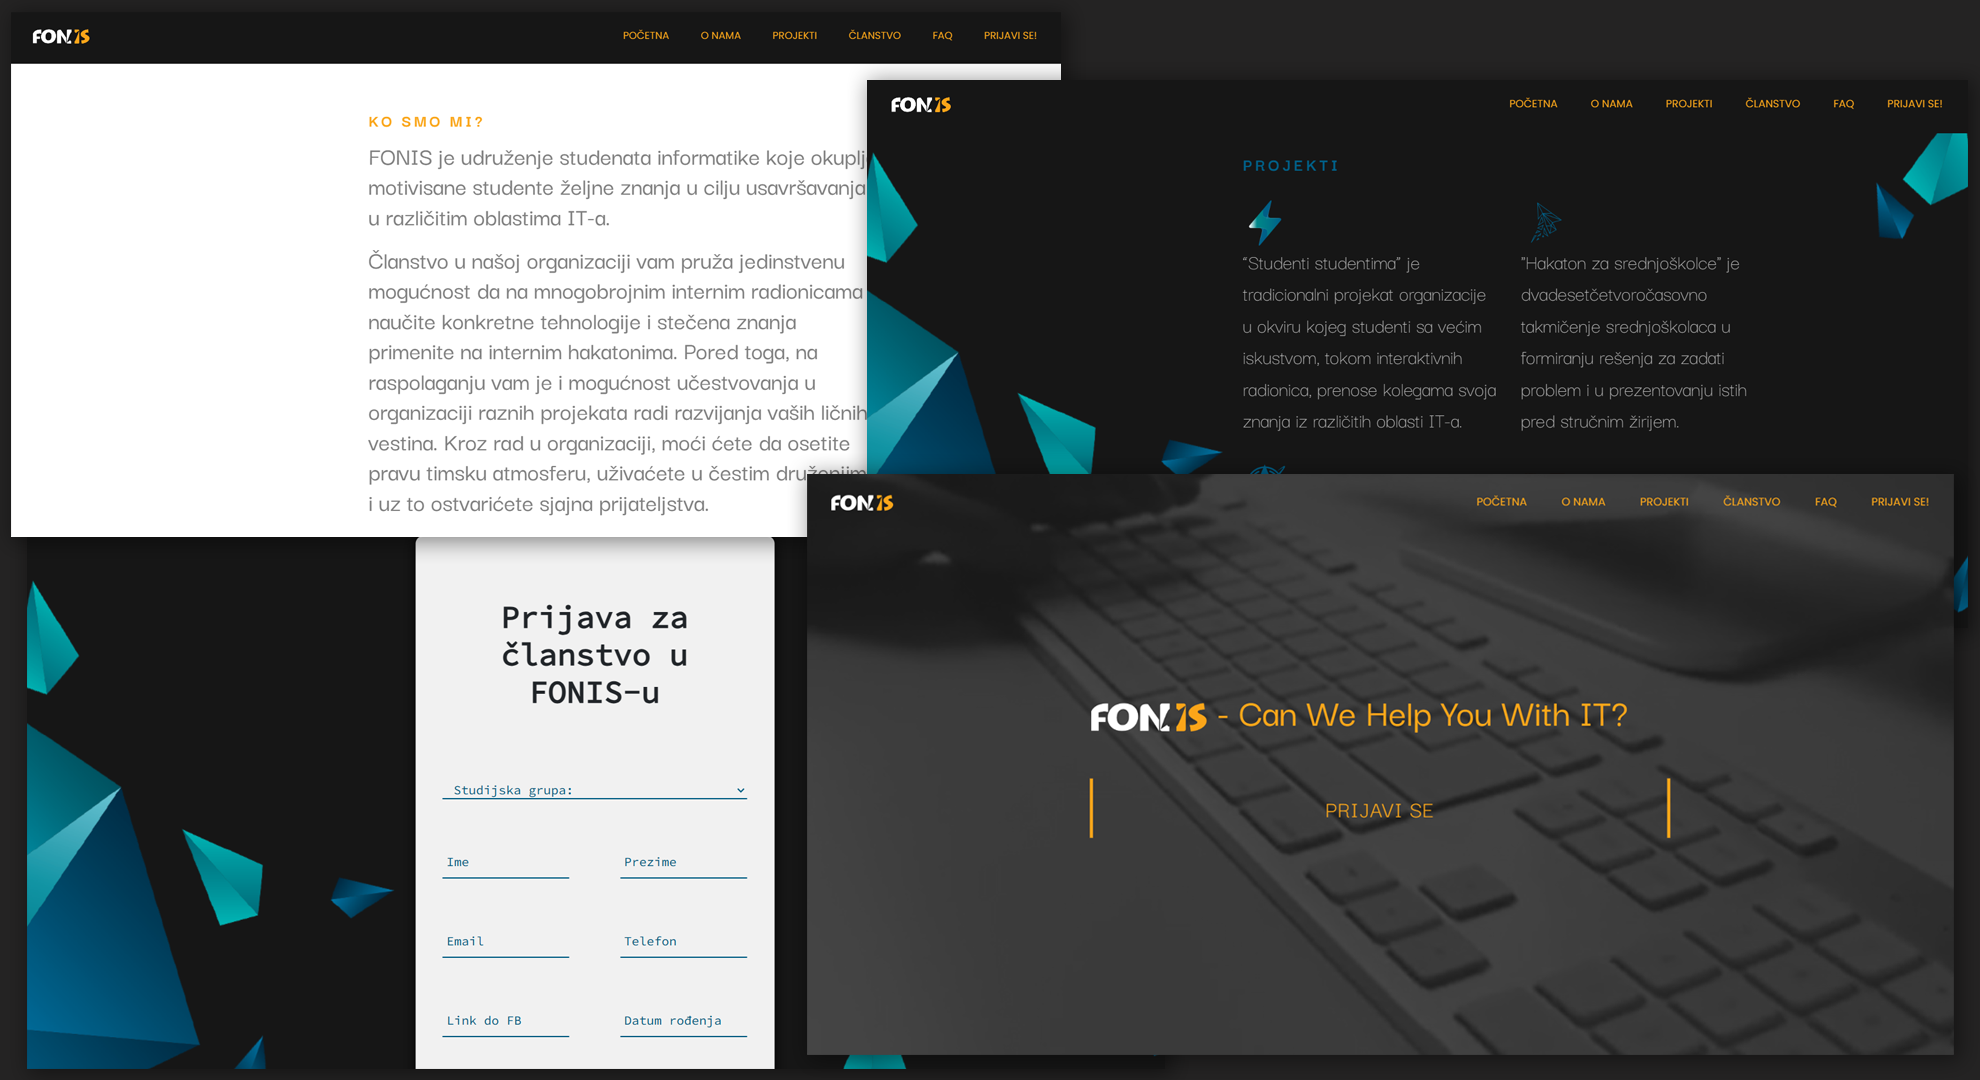 FONIS
POČETNA O NAMA PROJEKTI ČLANSTVO FAQ PRIJAVI SE!
KO SMO MI?
FONIS je udruženje studenata informatike koje okuplj
motivisane studente željne znanja u cilju usavršavanja
u različitim oblastima IT-a.
Članstvo u našoj organizaciji vam pruža jedinstvenu
mogućnost da na mnogobrojnim internim radionicama
naučite konkretne tehnologije i stečena znanja
primenite na internim hakatonima. Pored toga, na
raspolaganju vam je i mogućnost učestvovanja u
organizaciji raznih projekata radi razvijanja vaših ličnih
vestina. Kroz rad u organizaciji, moći ćete da osetite
pravu timsku atmosferu, uživaćete u čestim druženjim
i uz to ostvarićete sjajna prijateljstva.
FONIS
POČETNA O NAMA PROJEKTI ČLANSTVO FAQ PRIJAVI SE!
PROJEKTI
“Studenti studentima” je
tradicionalni projekat organizacije
u okviru kojeg studenti sa većim
iskustvom, tokom interaktivnih
radionica, prenose kolegama svoja
znanja iz različitih oblasti IT-a.
"Hakaton za srednjoškolce" je
dvadesetčetvoročasovno
takmičenje srednjoškolaca u
formiranju rešenja za zadati
problem i u prezentovanju istih
pred stručnim žirijem.
Prijava za
članstvo u
FONIS-u
Studijska grupa:
Ime Prezime
Email Telefon
Link do FB Datum rođenja
FONIS
POČETNA O NAMA PROJEKTI ČLANSTVO FAQ PRIJAVI SE!
FONIS - Can We Help You With IT?
PRIJAVI SE